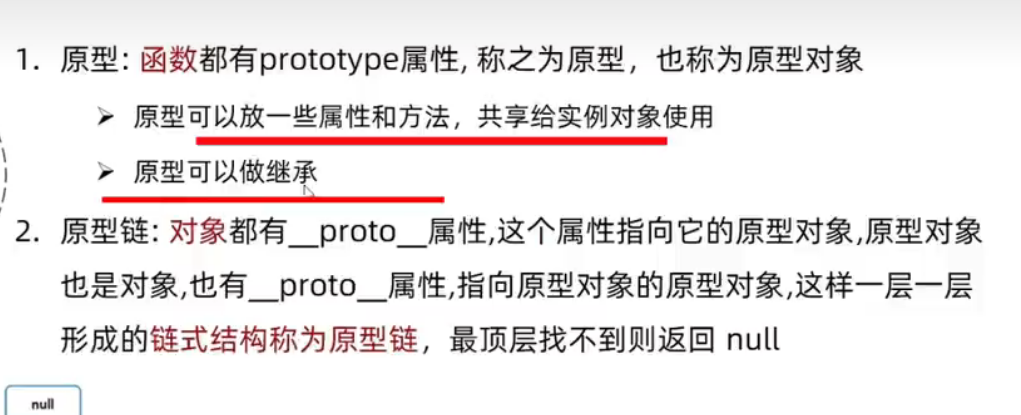 1. 原型: 函数都有prototype属性, 称之为原型，也称为原型对象
➢ 原型可以放一些属性和方法，共享给实例对象使用
➢ 原型可以做继承
2. 原型链: 对象都有__proto__属性,这个属性指向它的原型对象,原型对象
也是对象,也有__proto__属性,指向原型对象的原型对象,这样一层一层
形成的链式结构称为原型链，最顶层找不到则返回 null
null